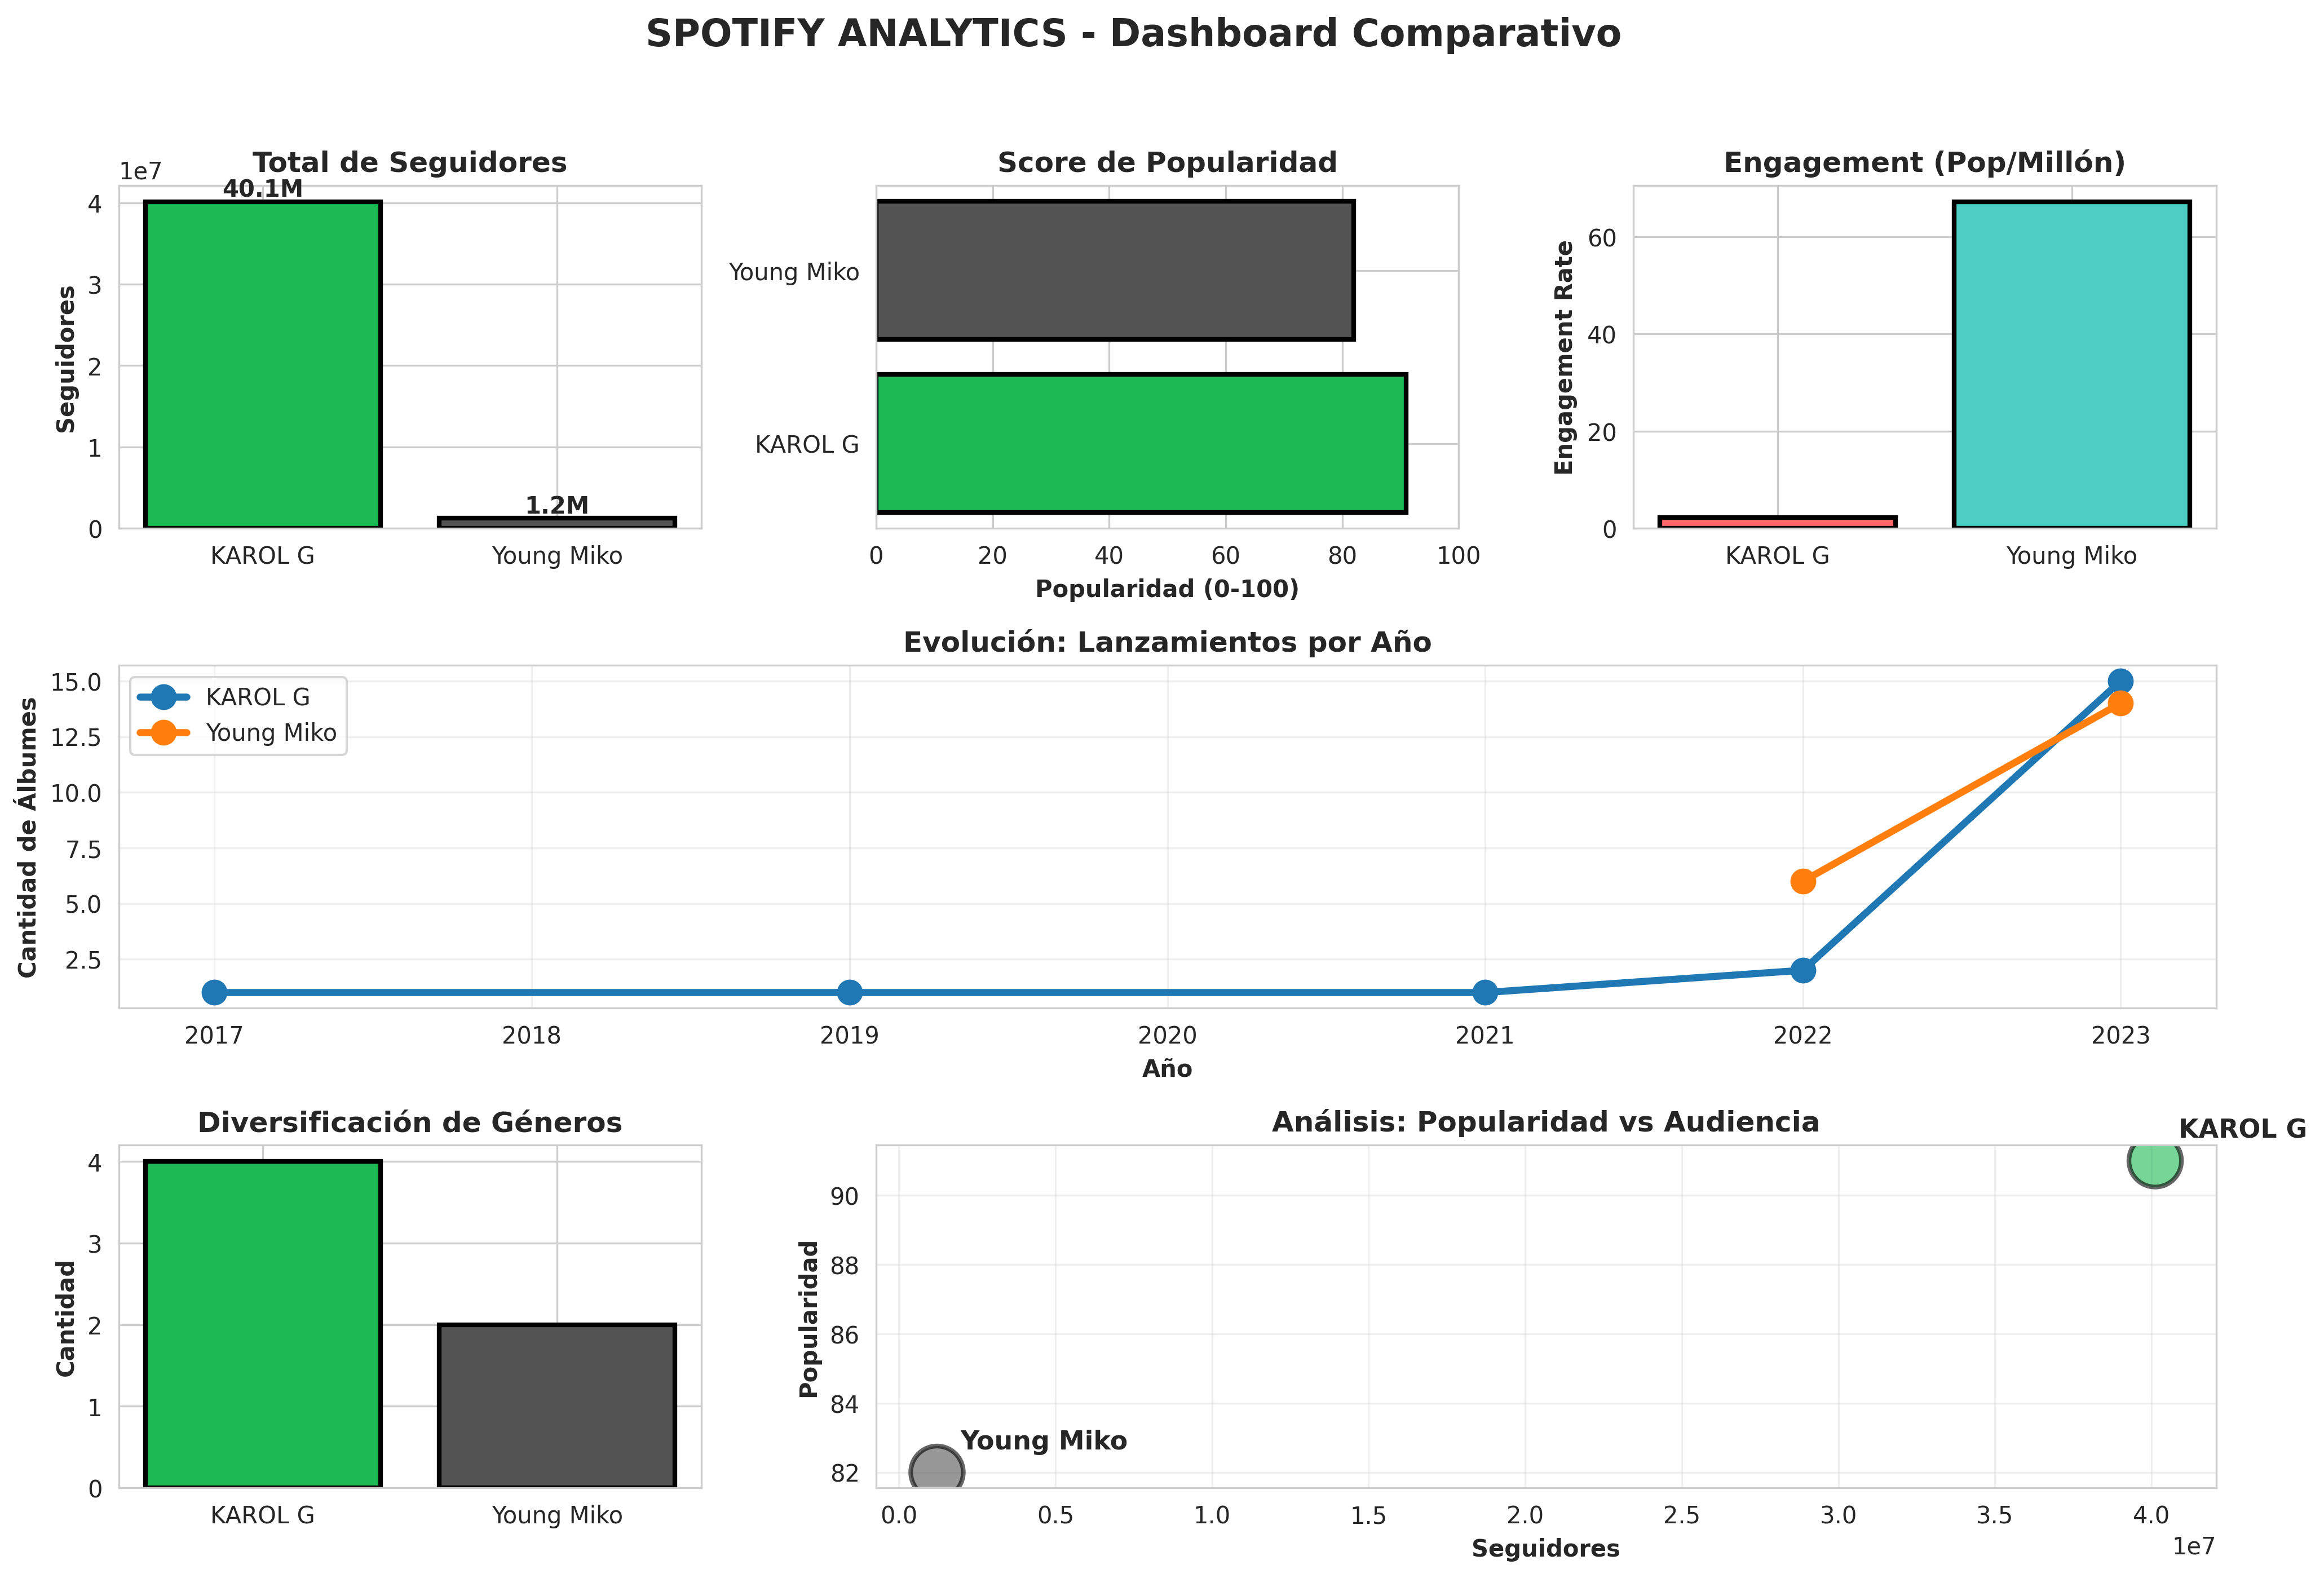 SPOTIFY ANALYTICS - Dashboard Comparativo
Total de Seguidores
1e7
Seguidores
4
3
2
1
0
40.1M
1.2M
KAROL G
Young Miko
Score de Popularidad
Young Miko
KAROL G
0
20
40
60
80
100
Popularidad (0-100)
Engagement (Pop/Millón)
Engagement Rate
60
40
20
0
KAROL G
Young Miko
Evolución: Lanzamientos por Año
Cantidad de Álbumes
15.0
12.5
10.0
7.5
5.0
2.5
KAROL G
Young Miko
2017
2018
2019
2020
2021
2022
2023
Año
Diversificación de Géneros
Cantidad
4
3
2
1
0
KAROL G
Young Miko
Análisis: Popularidad vs Audiencia
KAROL G
Popularidad
90
88
86
84
82
Young Miko
0.0
0.5
1.0
1.5
2.0
2.5
3.0
3.5
4.0
1e7
Seguidores